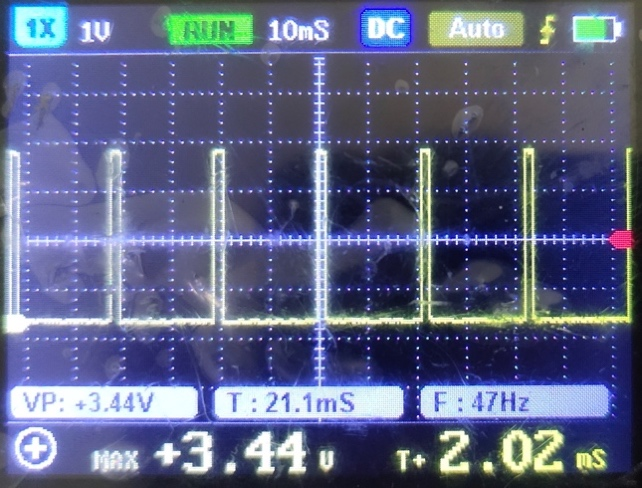 1X 1V RUN 10mS DC Auto
VP: +3.44V T : 21.1mS F : 47Hz
MAX +3.44 V T+ 2.02 mS